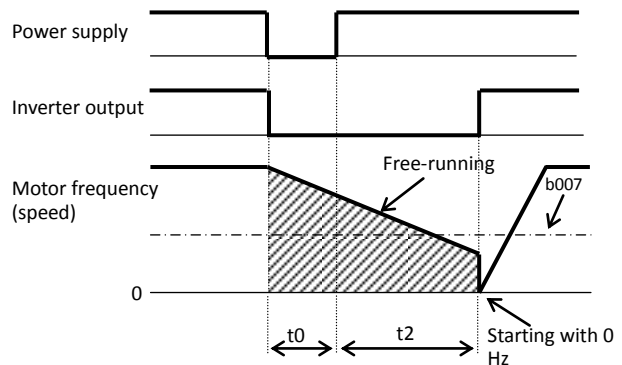 Power supply
Inverter output
Free-running
Motor frequency
(speed)
b007
0
t0
t2
Starting with 0
Hz